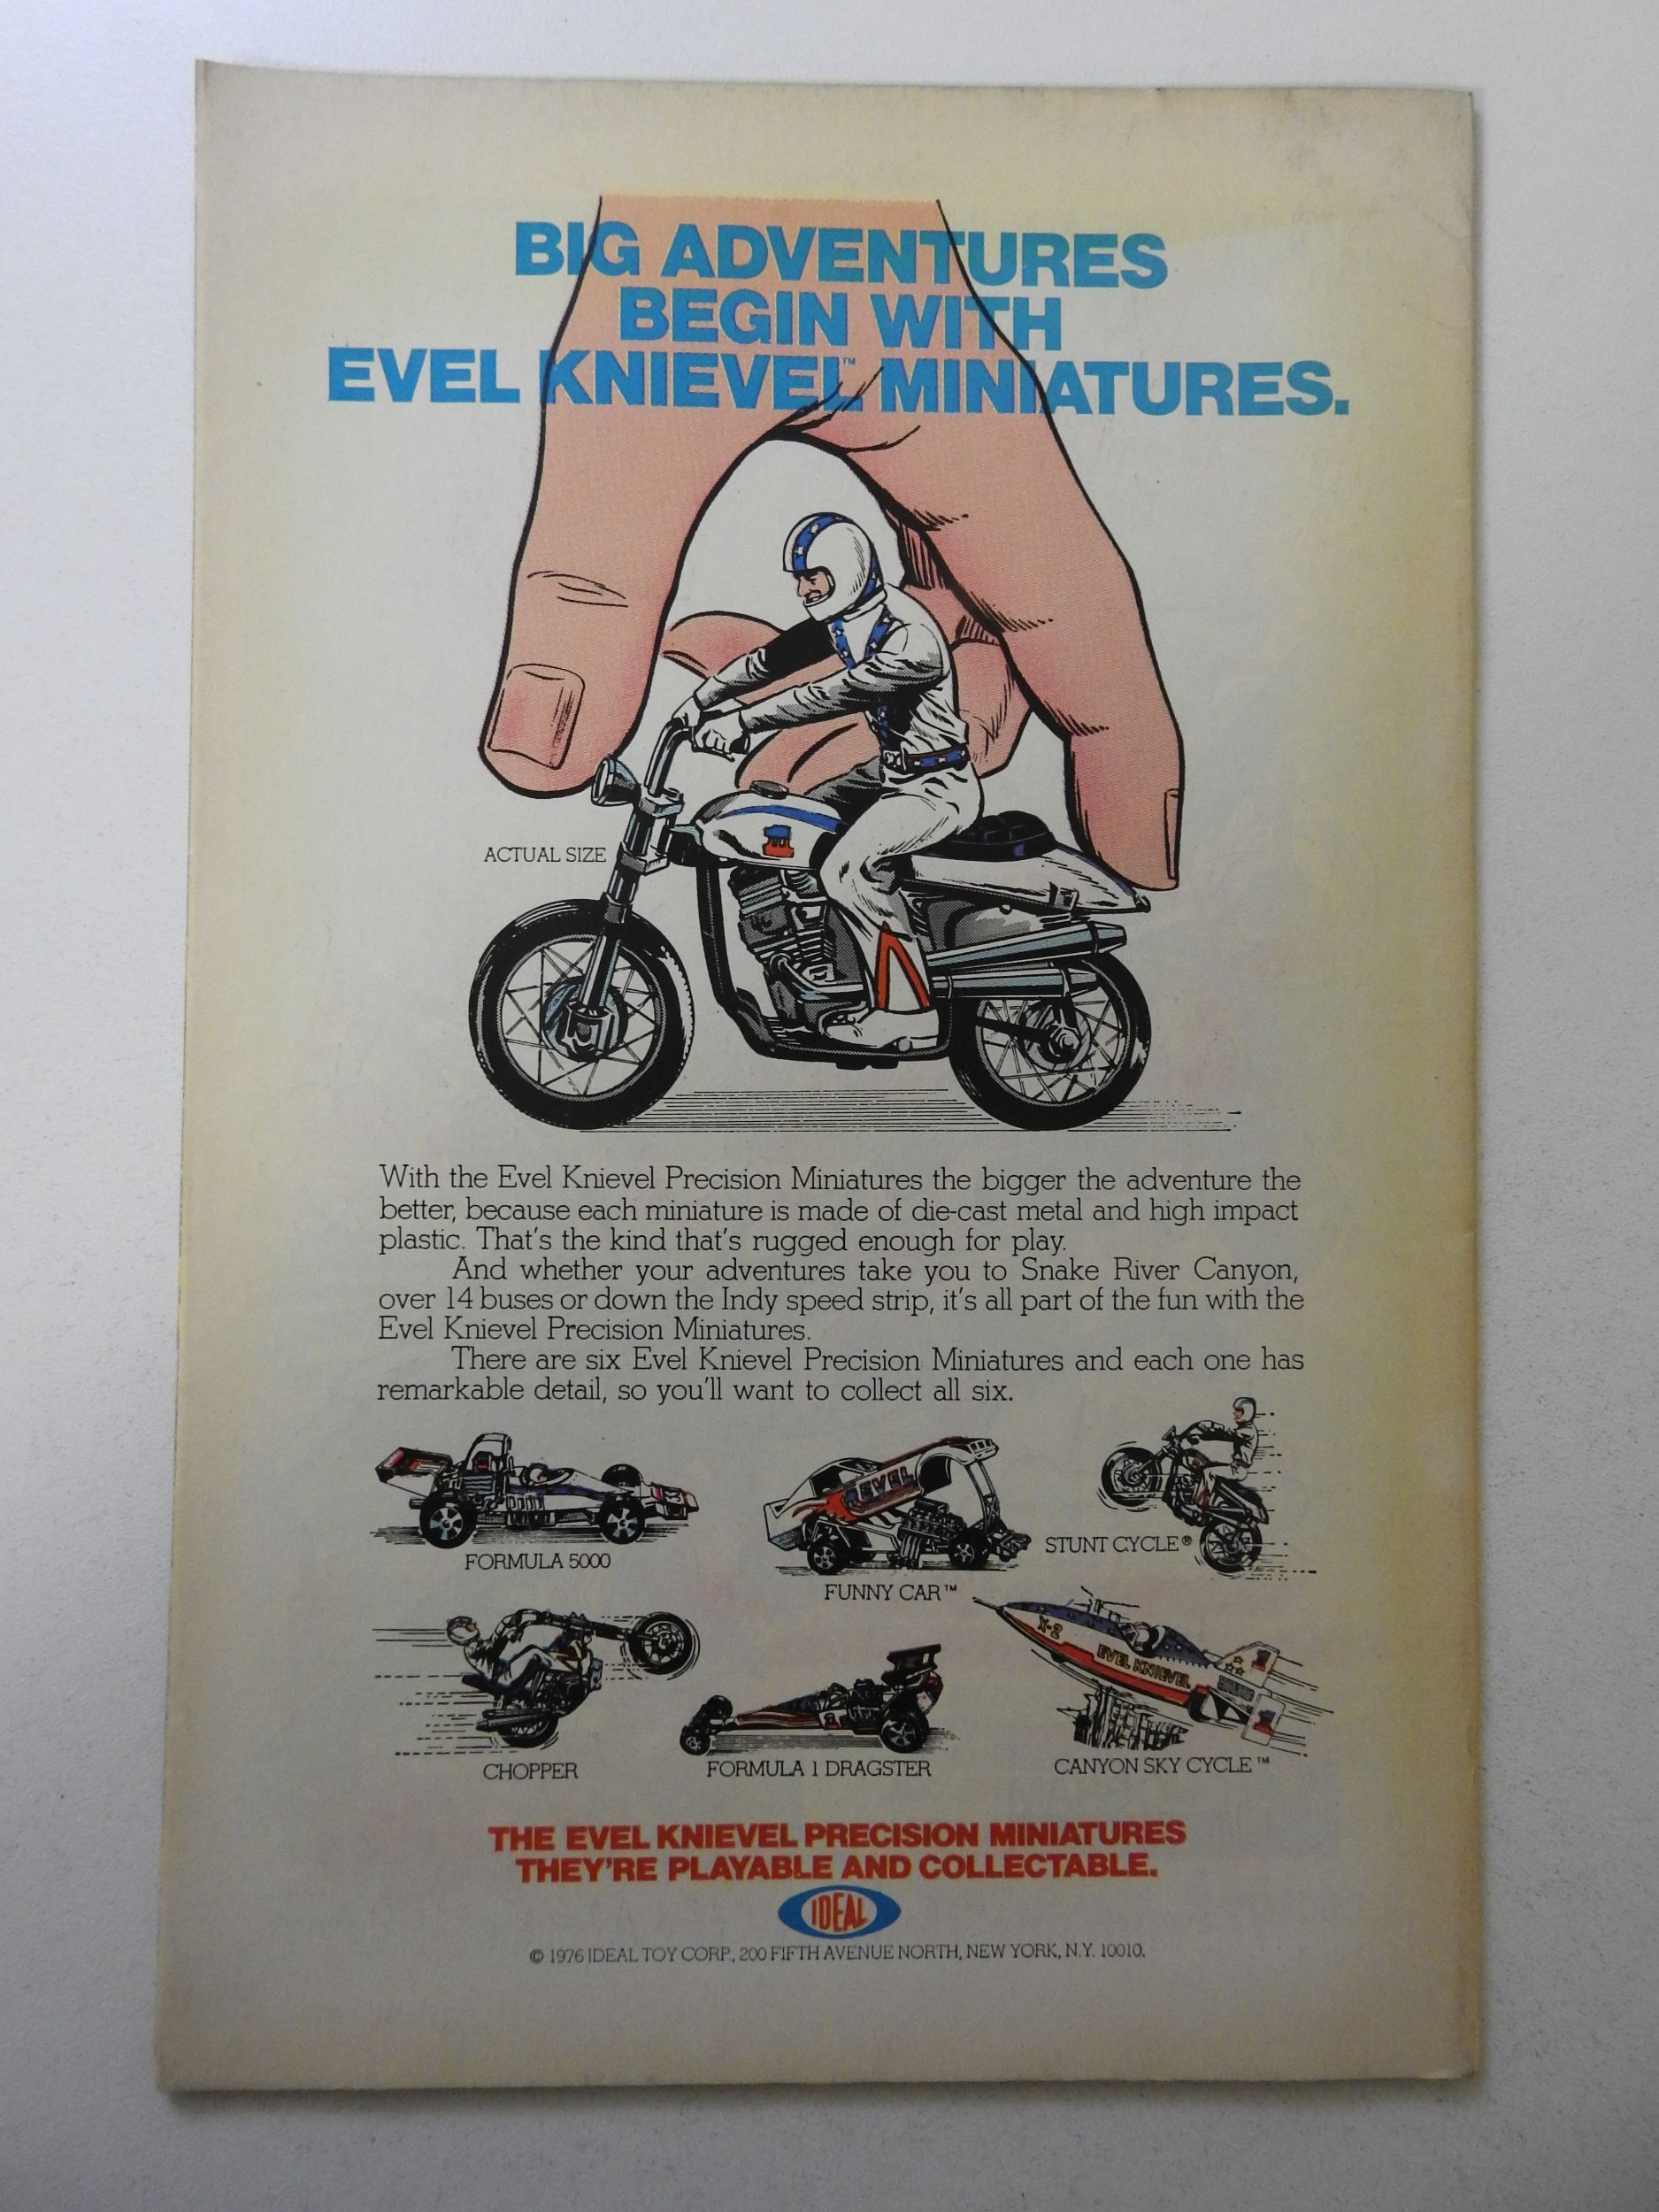 BIG ADVENTURES
BEGIN WITH
EVEL KNIEVEL™ MINIATURES.
ACTUAL SIZE
With the Evel Knievel Precision Miniatures the bigger the adventure the
better, because each miniature is made of die-cast metal and high impact
plastic. That's the kind that's rugged enough for play.
And whether your adventures take you to Snake River Canyon,
over 14 buses or down the Indy speed strip, it's all part of the fun with the
Evel Knievel Precision Miniatures.
There are six Evel Knievel Precision Miniatures and each one has
remarkable detail, so you'll want to collect all six.
EVEL
FORMULA 5000
FUNNY CAR™
STUNT CYCLE®
X-2
EVEL KNIEVEL
CHOPPER
FORMULA 1 DRAGSTER
CANYON SKY CYCLE™
THE EVEL KNIEVEL PRECISION MINIATURES
THEY'RE PLAYABLE AND COLLECTABLE.
IDEAL
© 1976 IDEAL TOY CORP., 200 FIFTH AVENUE NORTH, NEW YORK, N.Y. 10010.